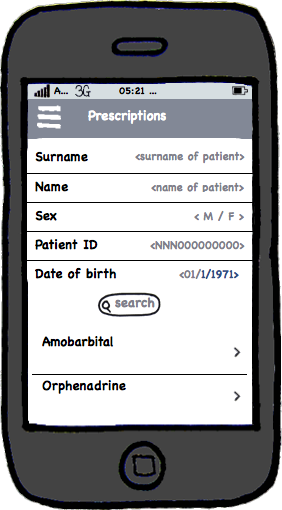 A... 3G 05:21 ...
Prescriptions
Surname <surname of patient>
Name <name of patient>
Sex < M / F >
Patient ID <NNN000000000>
Date of birth <01/1/1971>
search
Amobarbital
Orphenadrine